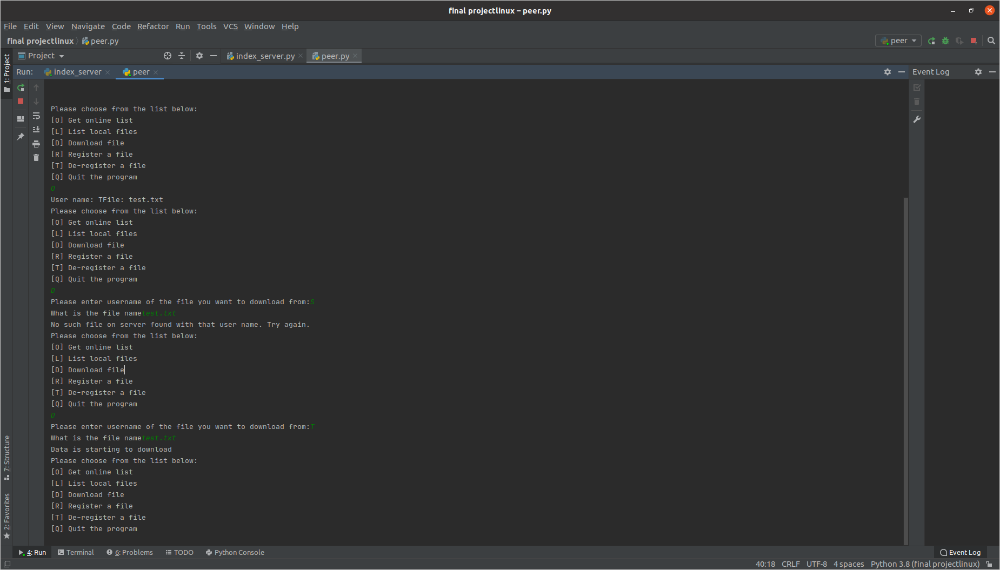 final projectlinux – peer.py
File Edit View Navigate Code Refactor Run Tools VCS Window Help
final projectlinux peer.py
peer
Project
index_server.py
peer.py
1: Project
Run:
index_server
peer
Event Log
Please choose from the list below:
[O] Get online list
[L] List local files
[D] Download file
[R] Register a file
[T] De-register a file
[Q] Quit the program
O
User name: TFile: test.txt
Please choose from the list below:
[O] Get online list
[L] List local files
[D] Download file
[R] Register a file
[T] De-register a file
[Q] Quit the program
D
Please enter username of the file you want to download from:S
What is the file nametest.txt
No such file on server found with that user name. Try again.
Please choose from the list below:
[O] Get online list
[L] List local files
[D] Download file
[R] Register a file
[T] De-register a file
[Q] Quit the program
D
Please enter username of the file you want to download from:T
What is the file nametest.txt
Data is starting to download
Please choose from the list below:
[O] Get online list
[L] List local files
[D] Download file
[R] Register a file
[T] De-register a file
[Q] Quit the program
7: Structure
2: Favorites
4: Run
Terminal
6: Problems
TODO
Python Console
Event Log
40:18 CRLF UTF-8 4 spaces Python 3.8 (final projectlinux)